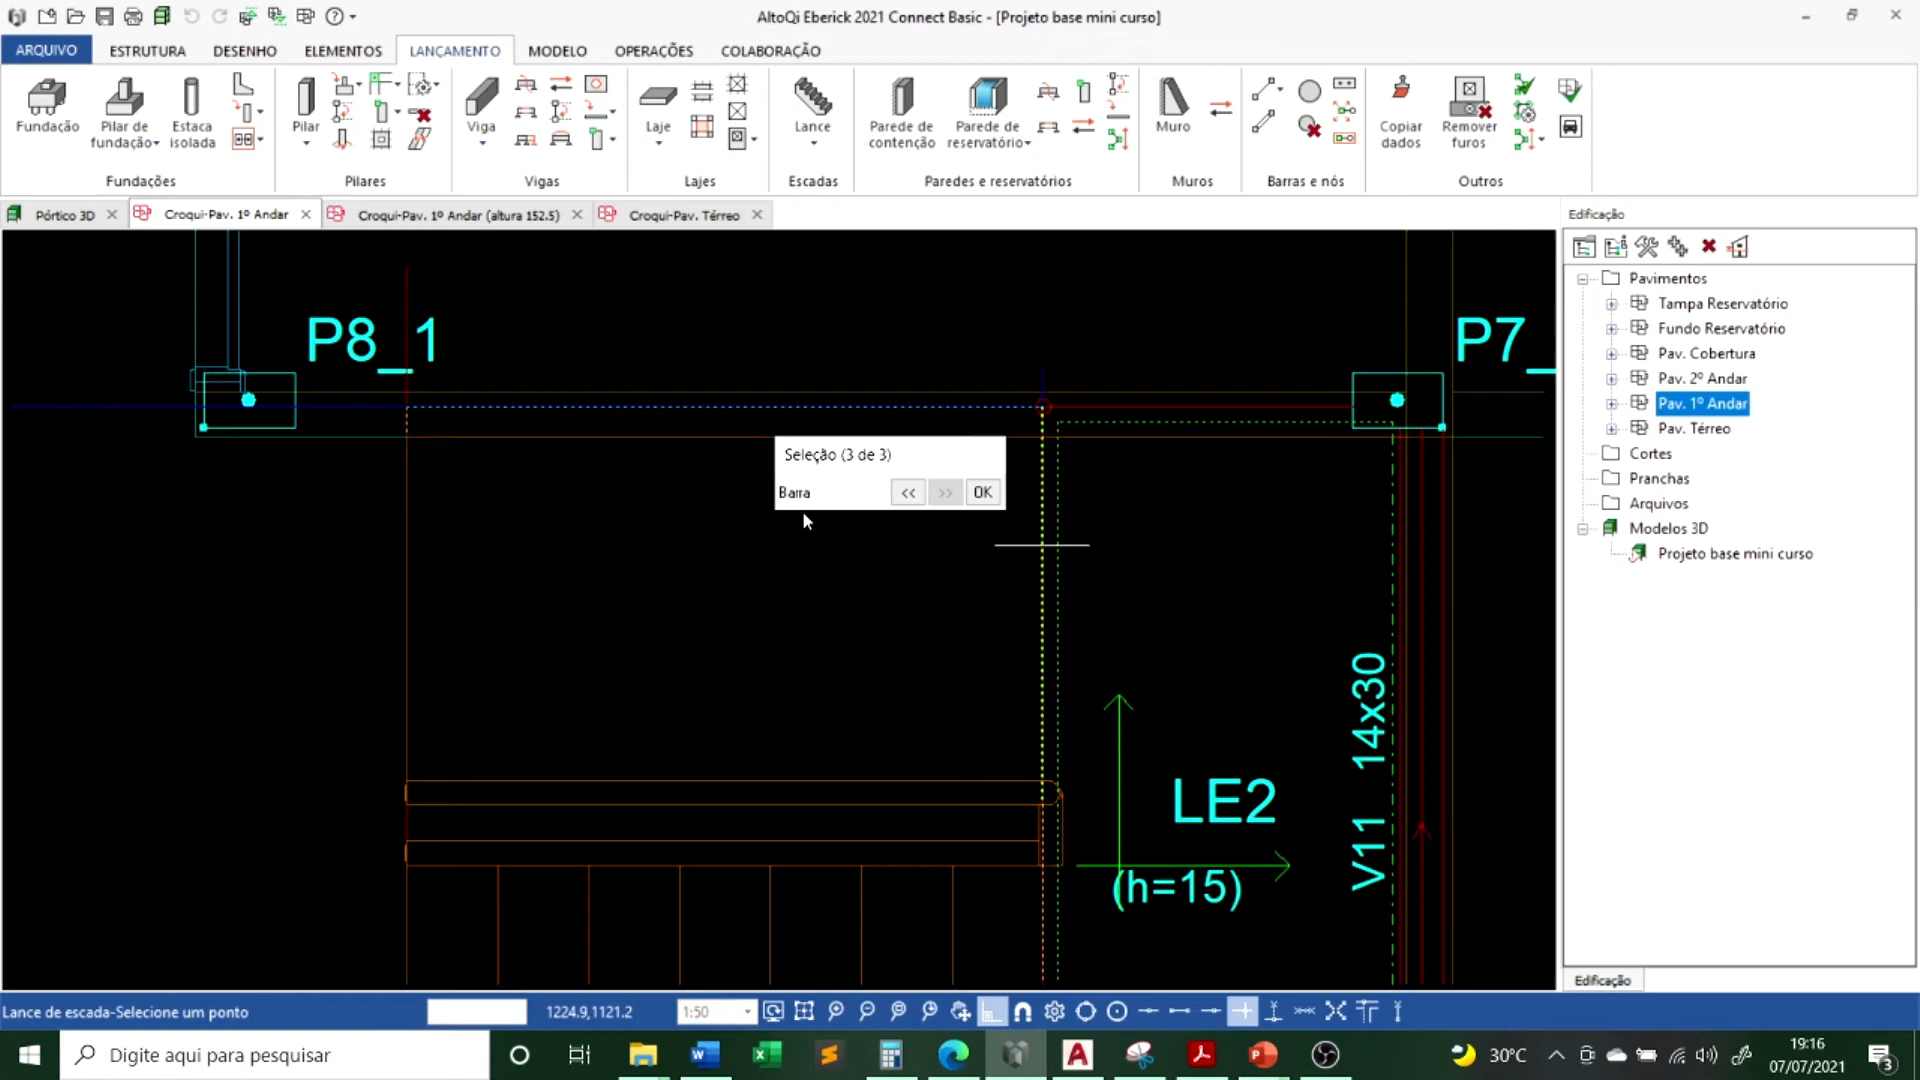 AltoQi Eberick 2021 Connect Basic - [Projeto base mini curso]
ARQUIVO ESTRUTURA DESENHO ELEMENTOS LANÇAMENTO MODELO OPERAÇÕES COLABORAÇÃO
Fundação
Pilar de fundação
Estaca isolada
Pilar
Viga
Laje
Lance
Parede de contenção
Parede de reservatório
Muro
Copiar dados
Remover furos
Fundações Pilares Vigas Lajes Escadas Paredes e reservatórios Muros Barras e nós Outros
Pórtico 3D
Croqui-Pav. 1º Andar
Croqui-Pav. 1º Andar (altura 152.5)
Croqui-Pav. Térreo
Edificação
Pavimentos
Tampa Reservatório
Fundo Reservatório
Pav. Cobertura
Pav. 2º Andar
Pav. 1º Andar
Pav. Térreo
Cortes
Pranchas
Arquivos
Modelos 3D
Projeto base mini curso
Edificação
P8_1
P7_
Seleção (3 de 3)
Barra << >> OK
V11 14x30
LE2
(h=15)
Lance de escada-Selecione um ponto
1224.9,1121.2
1:50
Digite aqui para pesquisar
30°C
19:16
07/07/2021
3